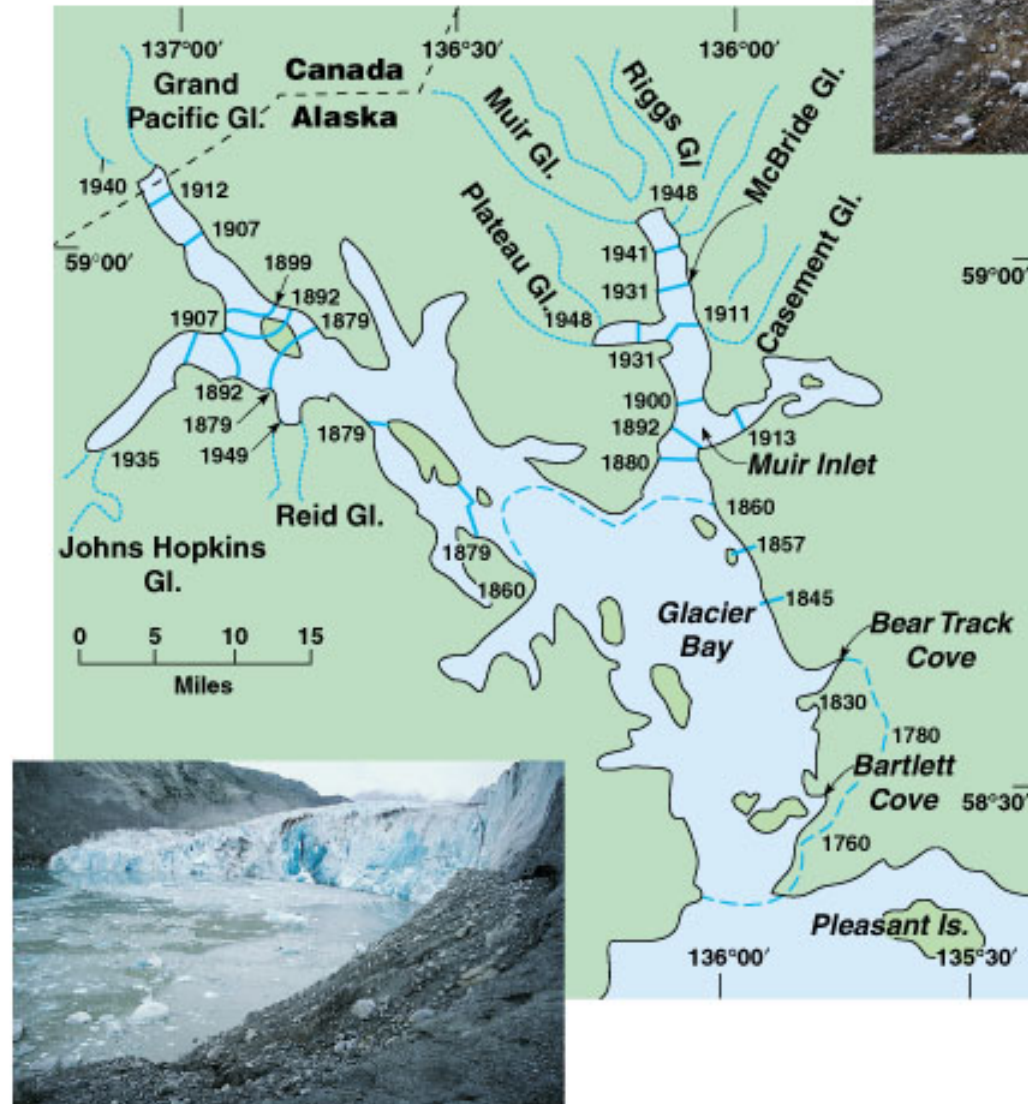 137°00′
136°30′
136°00′
Canada
Alaska
Grand
Pacific Gl.
Muir Gl.
Riggs Gl
McBride Gl.
Plateau Gl.
Casement Gl.
1940
1912
1907
59°00′
59°00′
1948
1941
1931
1948
1911
1931
1899
1892
1879
1907
1892
1879
1949
1935
1879
1900
1892
1880
1913
Muir Inlet
Reid Gl.
Johns Hopkins
Gl.
1879
1860
1860
1857
1845
Glacier
Bay
Bear Track
Cove
1830
1780
Bartlett
Cove
58°30′
1760
Pleasant Is.
136°00′
135°30′
0 5 10 15
Miles